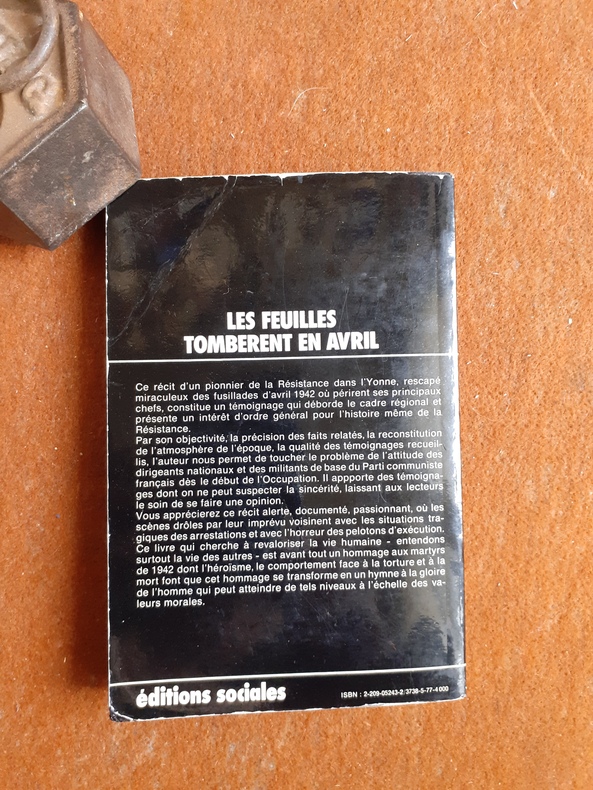 LES FEUILLES
TOMBERENT EN AVRIL
Ce récit d'un pionnier de la Résistance dans l'Yonne, rescapé
miraculeux des fusillades d'avril 1942 où périrent ses principaux
chefs, constitue un témoignage qui déborde le cadre régional et
présente un intérêt d'ordre général pour l'histoire même de la
Résistance.
Par son objectivité, la précision des faits relatés, la reconstitution
de l'atmosphère de l'époque, la qualité des témoignages recueil-
lis, l'auteur nous permet de toucher le problème de l'attitude des
dirigeants nationaux et des militants de base du Parti communiste
français dès le début de l'Occupation. Il appporte des témoigna-
ges dont on ne peut suspecter la sincérité, laissant aux lecteurs
le soin de se faire une opinion.
Vous apprécierez ce récit alerte, documenté, passionnant, où les
scènes drôles par leur imprévu voisinent avec les situations tra-
giques des arrestations et avec l'horreur des pelotons d'exécution.
Ce livre qui cherche à revaloriser la vie humaine - entendons
surtout la vie des autres - est avant tout un hommage aux martyrs
de 1942 dont l'héroïsme, le comportement face à la torture et à la
mort font que cet hommage se transforme en un hymne à la gloire
de l'homme qui peut atteindre de tels niveaux à l'échelle des va-
leurs morales.
éditions sociales
ISBN : 2-209-05243-2/3738-5-77-4 000